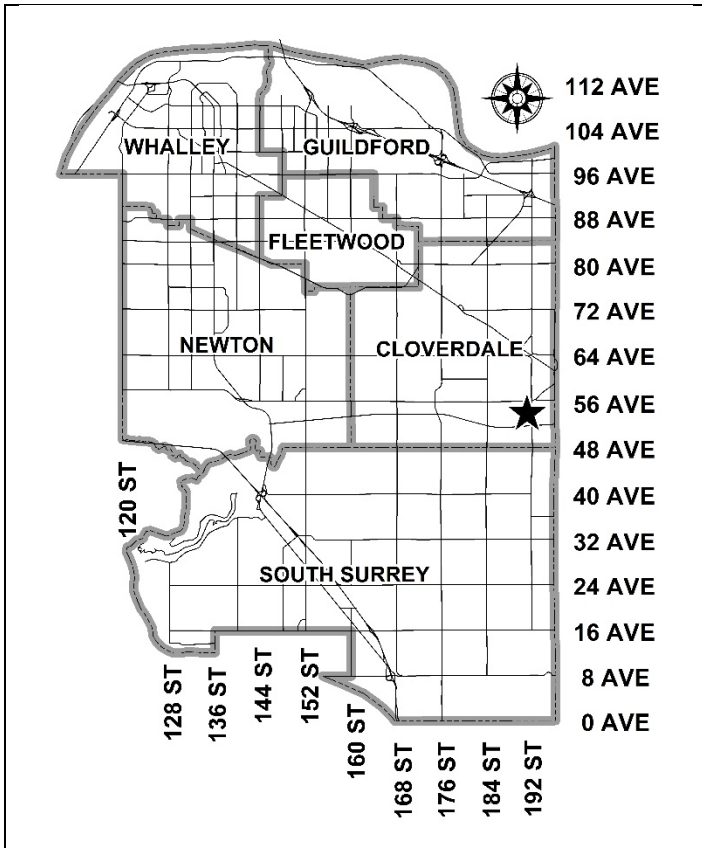 112 AVE
104 AVE
WHALLEY
GUILDFORD
96 AVE
88 AVE
FLEETWOOD
80 AVE
72 AVE
NEWTON
CLOVERDALE
64 AVE
56 AVE
48 AVE
120 ST
40 AVE
32 AVE
SOUTH SURREY
24 AVE
16 AVE
128 ST
136 ST
144 ST
152 ST
160 ST
8 AVE
0 AVE
168 ST
176 ST
184 ST
192 ST